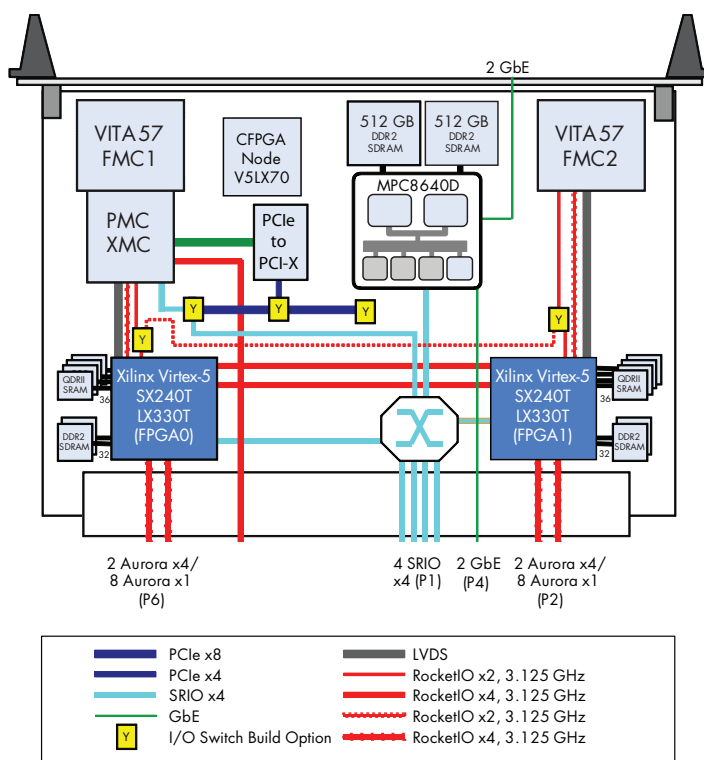 2 GbE
VITA57
FMC1
CFPGA
Node
V5LX70
512 GB
DDR2
SDRAM
512 GB
DDR2
SDRAM
VITA57
FMC2
MPC8640D
PMC
XMC
PCIe
to
PCI-X
Y
Y
Y
Y
Y
QDRII
SRAM
36
Xilinx Virtex-5
SX240T
LX330T
(FPGA0)
Xilinx Virtex-5
SX240T
LX330T
(FPGA1)
QDRII
SRAM
36
DDR2
SDRAM
32
DDR2
SDRAM
32
2 Aurora x4/
8 Aurora x1
(P6)
4 SRIO
x4 (P1)
2 GbE
(P4)
2 Aurora x4/
8 Aurora x1
(P2)
PCIe x8
PCIe x4
SRIO x4
GbE
Y I/O Switch Build Option
LVDS
RocketIO x2, 3.125 GHz
RocketIO x4, 3.125 GHz
RocketIO x2, 3.125 GHz
RocketIO x4, 3.125 GHz